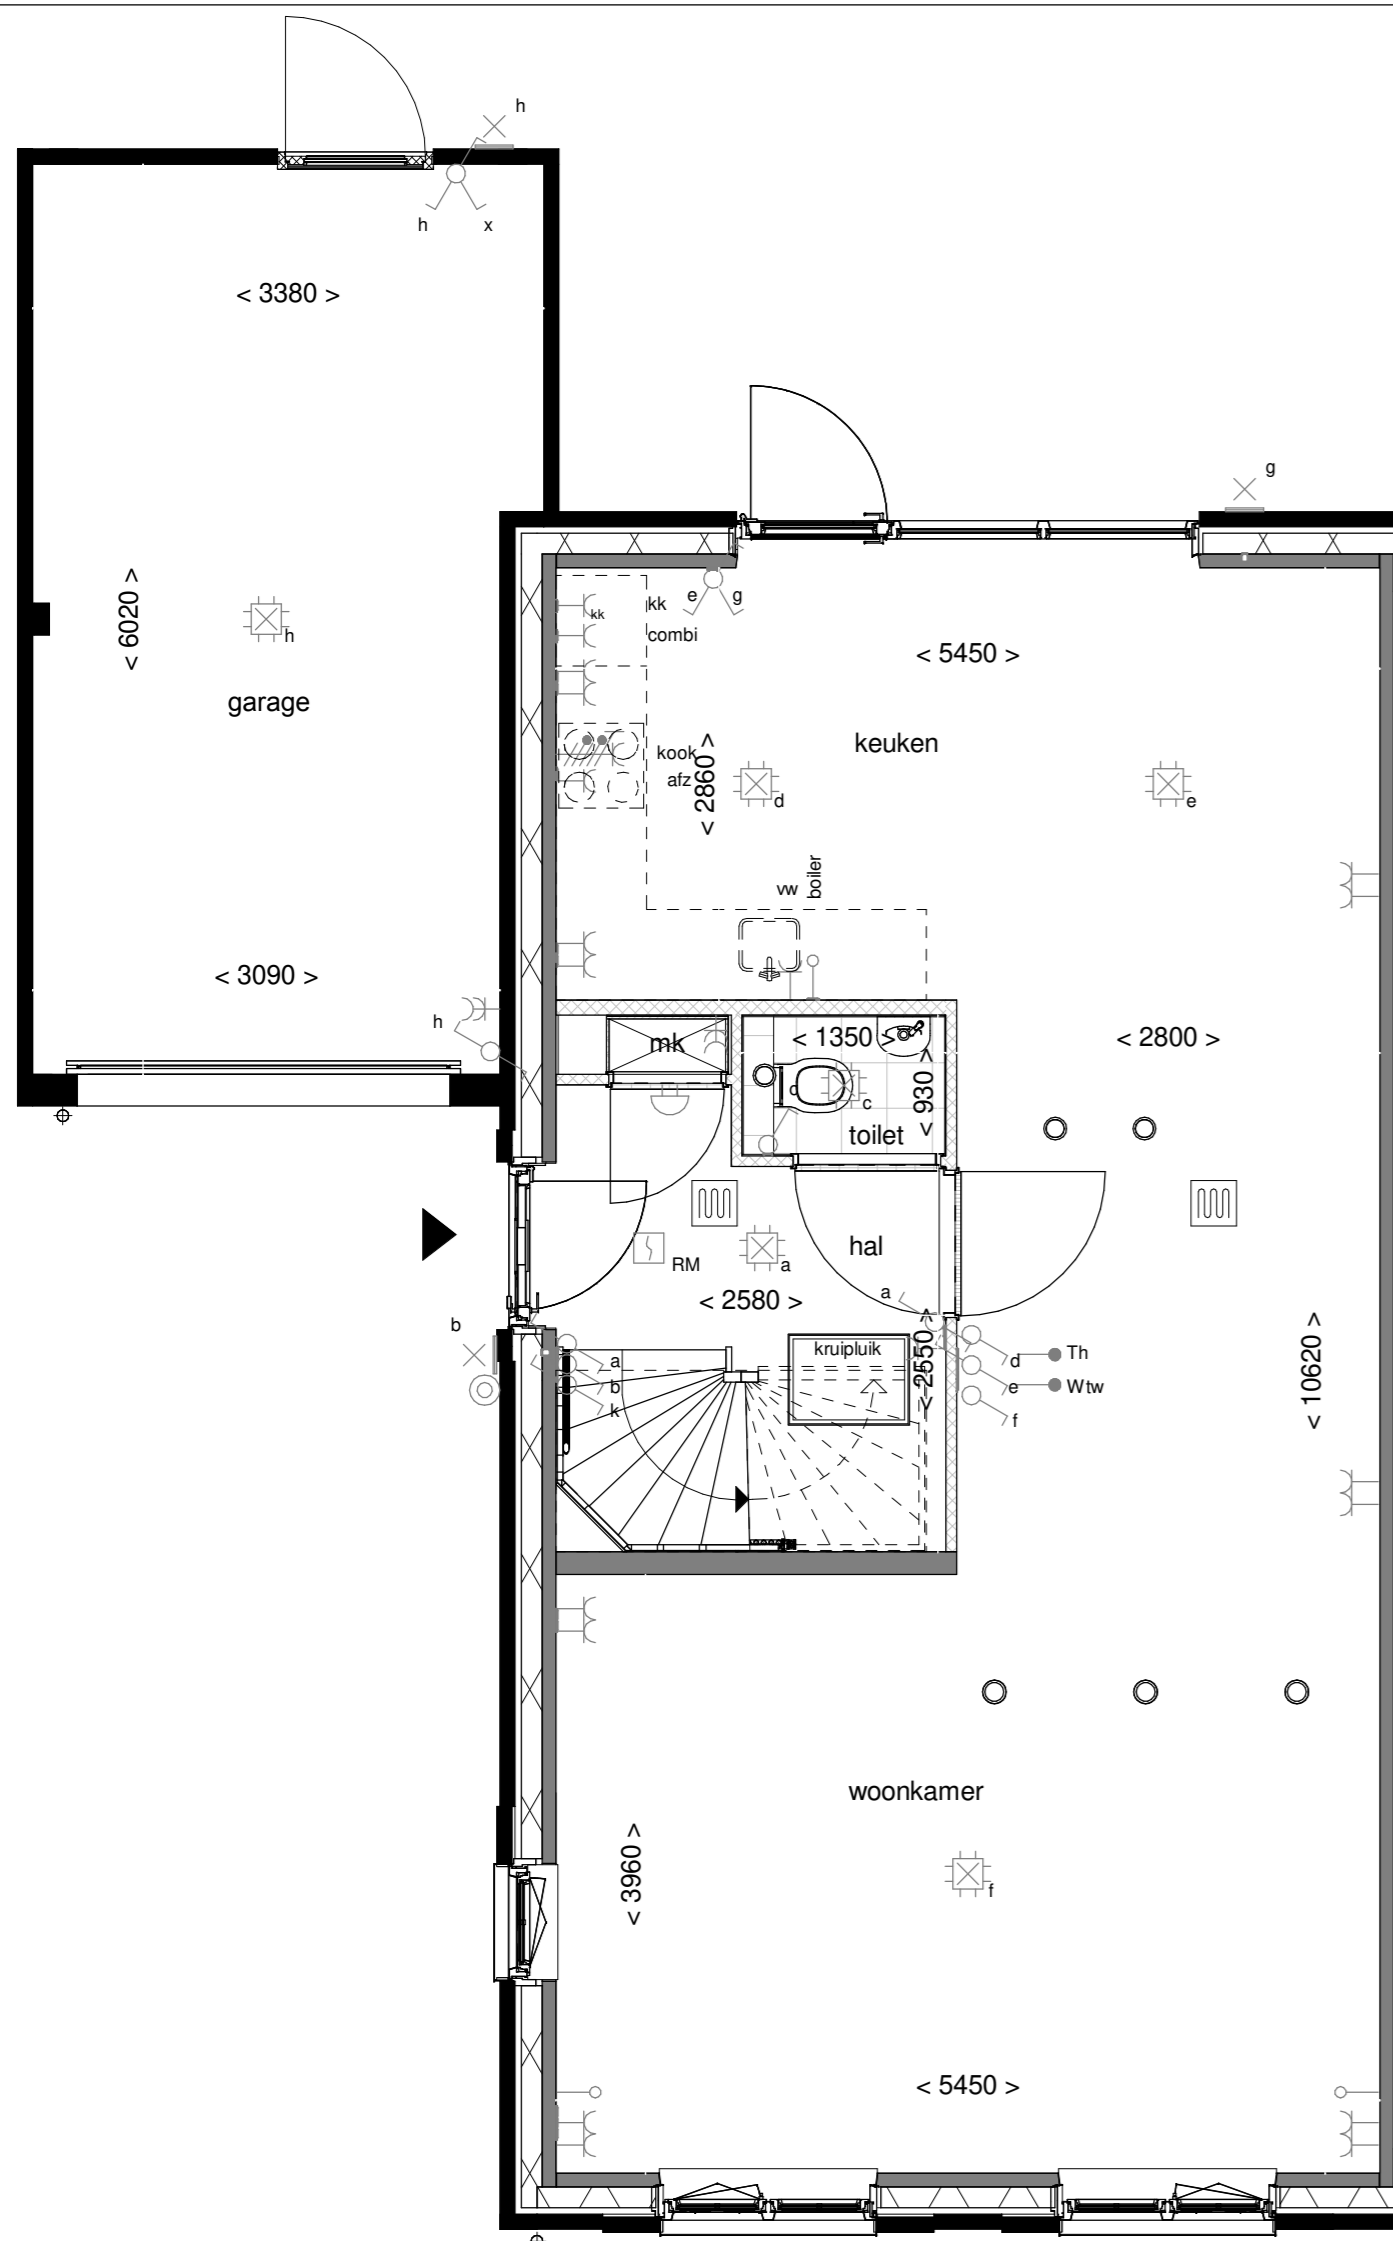 h
h x
< 3380 >
g
< 6020 >
h
garage
kk kk
combi
e g
< 5450 >
keuken
kook
afz
< 2860 >
d
e
vw
boiler
< 3090 >
h
mk
< 1350 >
< 930 >
c
toilet
< 2800 >
hal
RM
a
< 2580 >
a
b
a
b
k
kruipluik
< 2550 >
d
Th
e
Wtw
f
< 10620 >
woonkamer
< 3960 >
f
< 5450 >